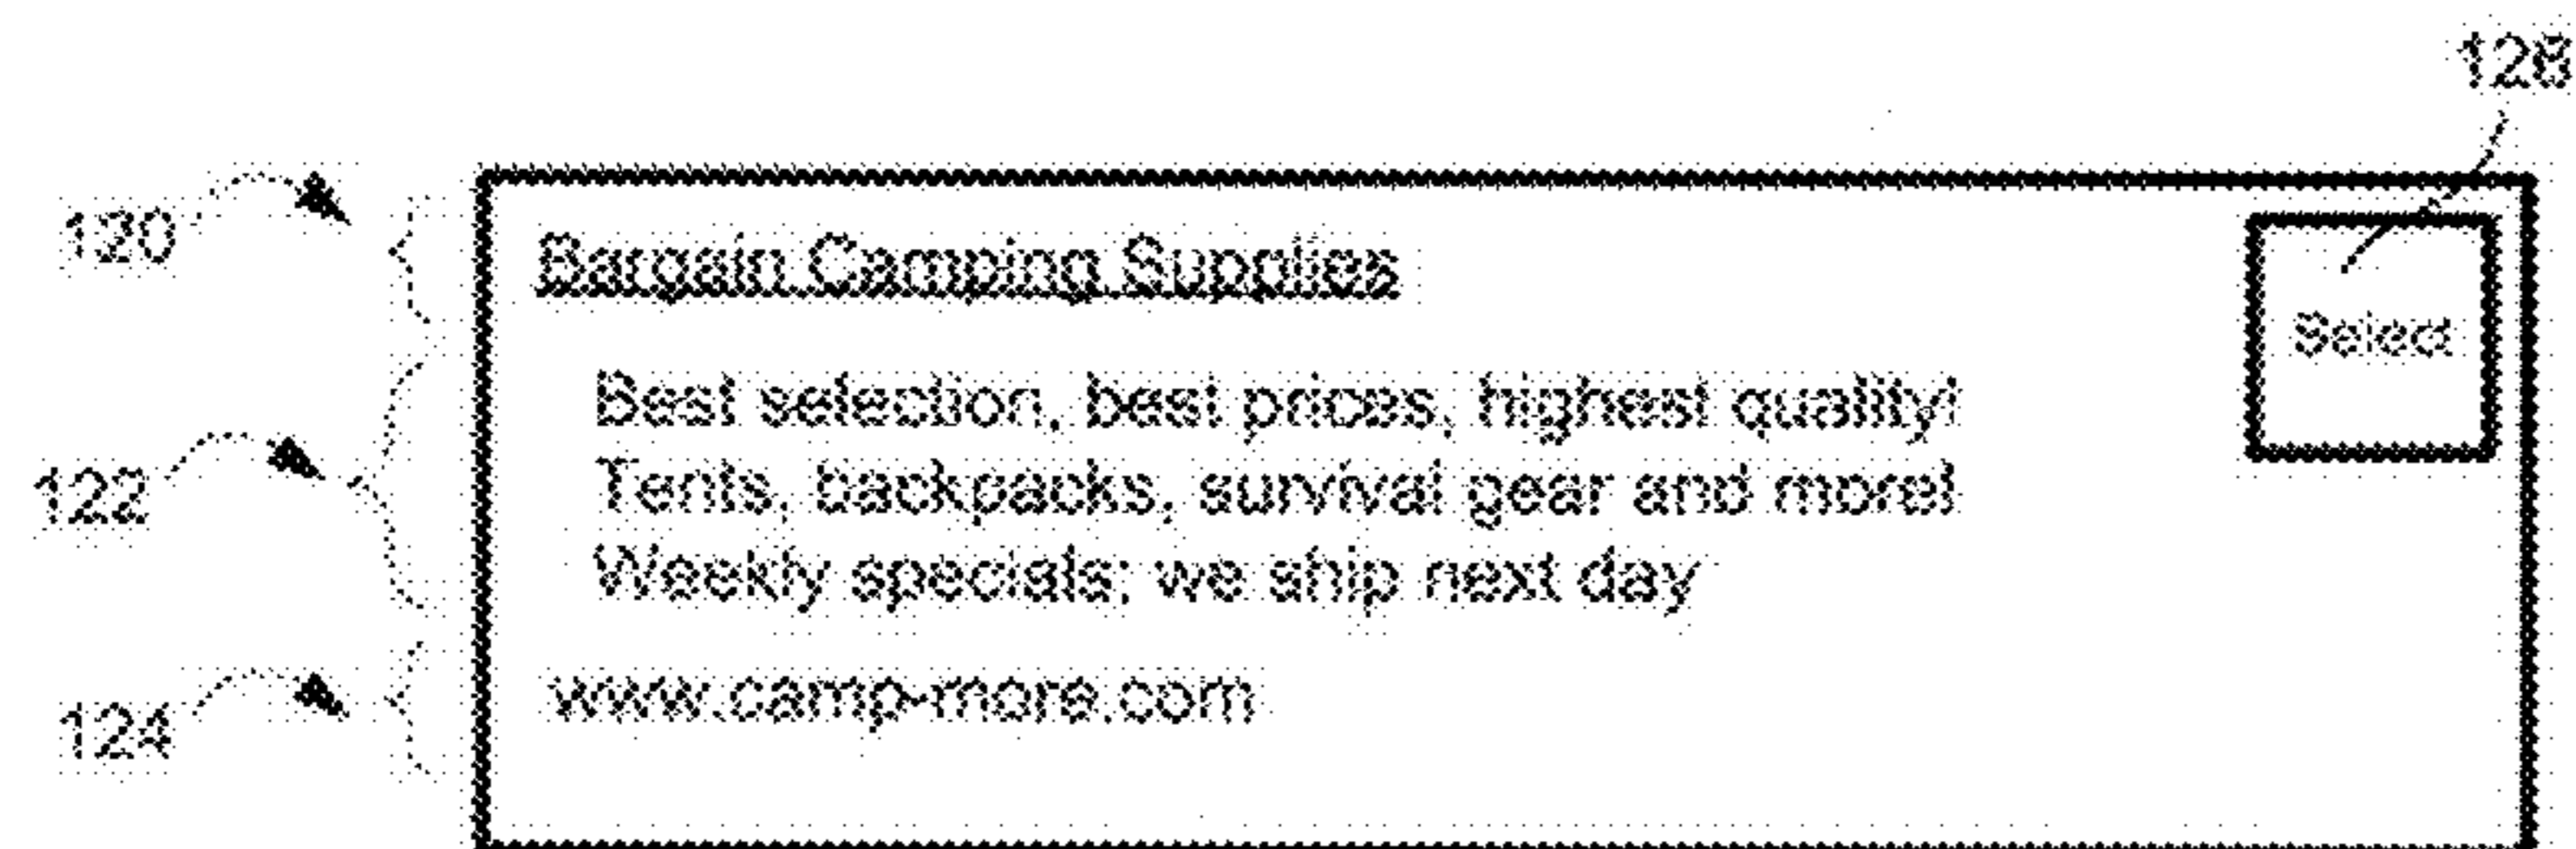 128
120
Bargain Camping Supplies
Select
Best selection, best prices, highest quality!
122
Tents, backpacks, survival gear and more!
Weekly specials; we ship next day
124
www.camp-more.com